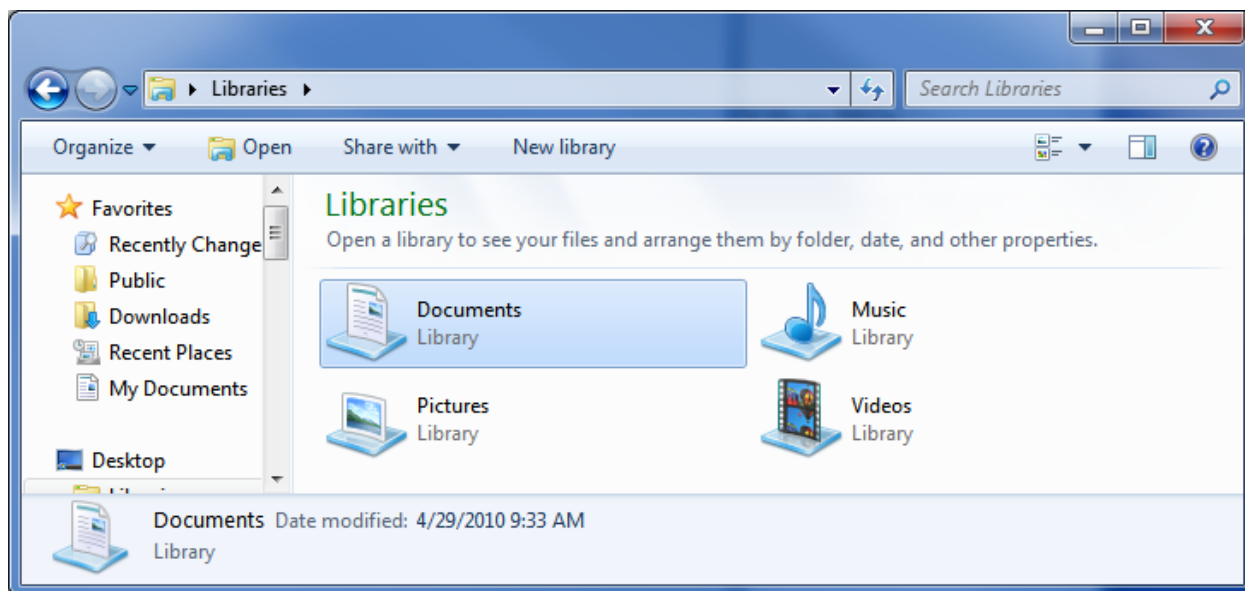 Libraries
Search Libraries
Organize
Open
Share with
New library
Favorites
Recently Change
Public
Downloads
Recent Places
My Documents
Desktop
Libraries
Open a library to see your files and arrange them by folder, date, and other properties.
Documents
Library
Music
Library
Pictures
Library
Videos
Library
Documents Date modified: 4/29/2010 9:33 AM
Library